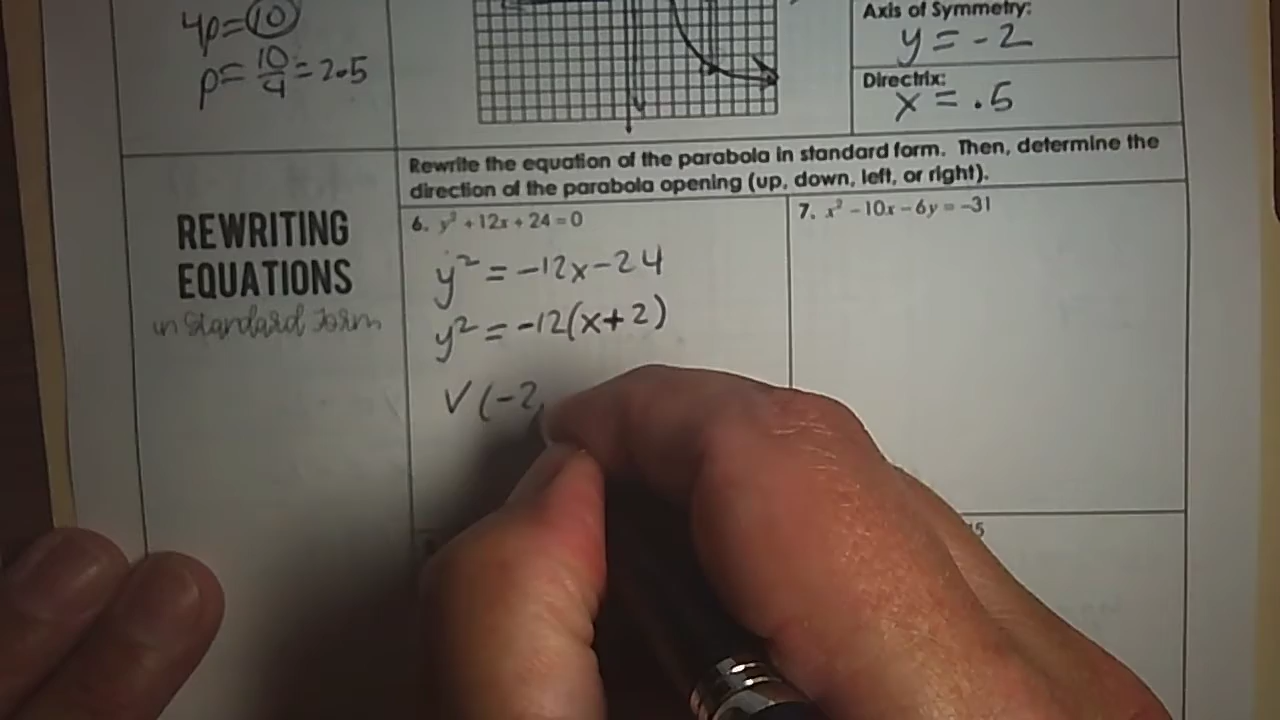 4p=10
p=10/4=2.5
Axis of Symmetry:
y = -2
Directrix:
x = .5
Rewrite the equation of the parabola in standard form. Then, determine the
direction of the parabola opening (up, down, left, or right).
REWRITING
EQUATIONS
in Standard Form
6. y² + 12x + 24 = 0
y² = -12x-24
y² = -12(x+2)
V (-2,
7. x² - 10x - 6y = -31